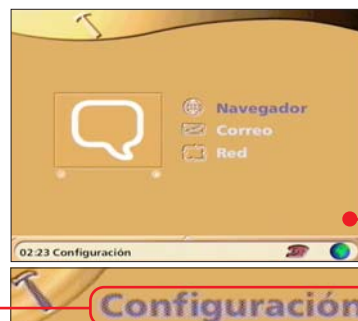 Navegador
Correo
Red
02:23 Configuración
Configuración